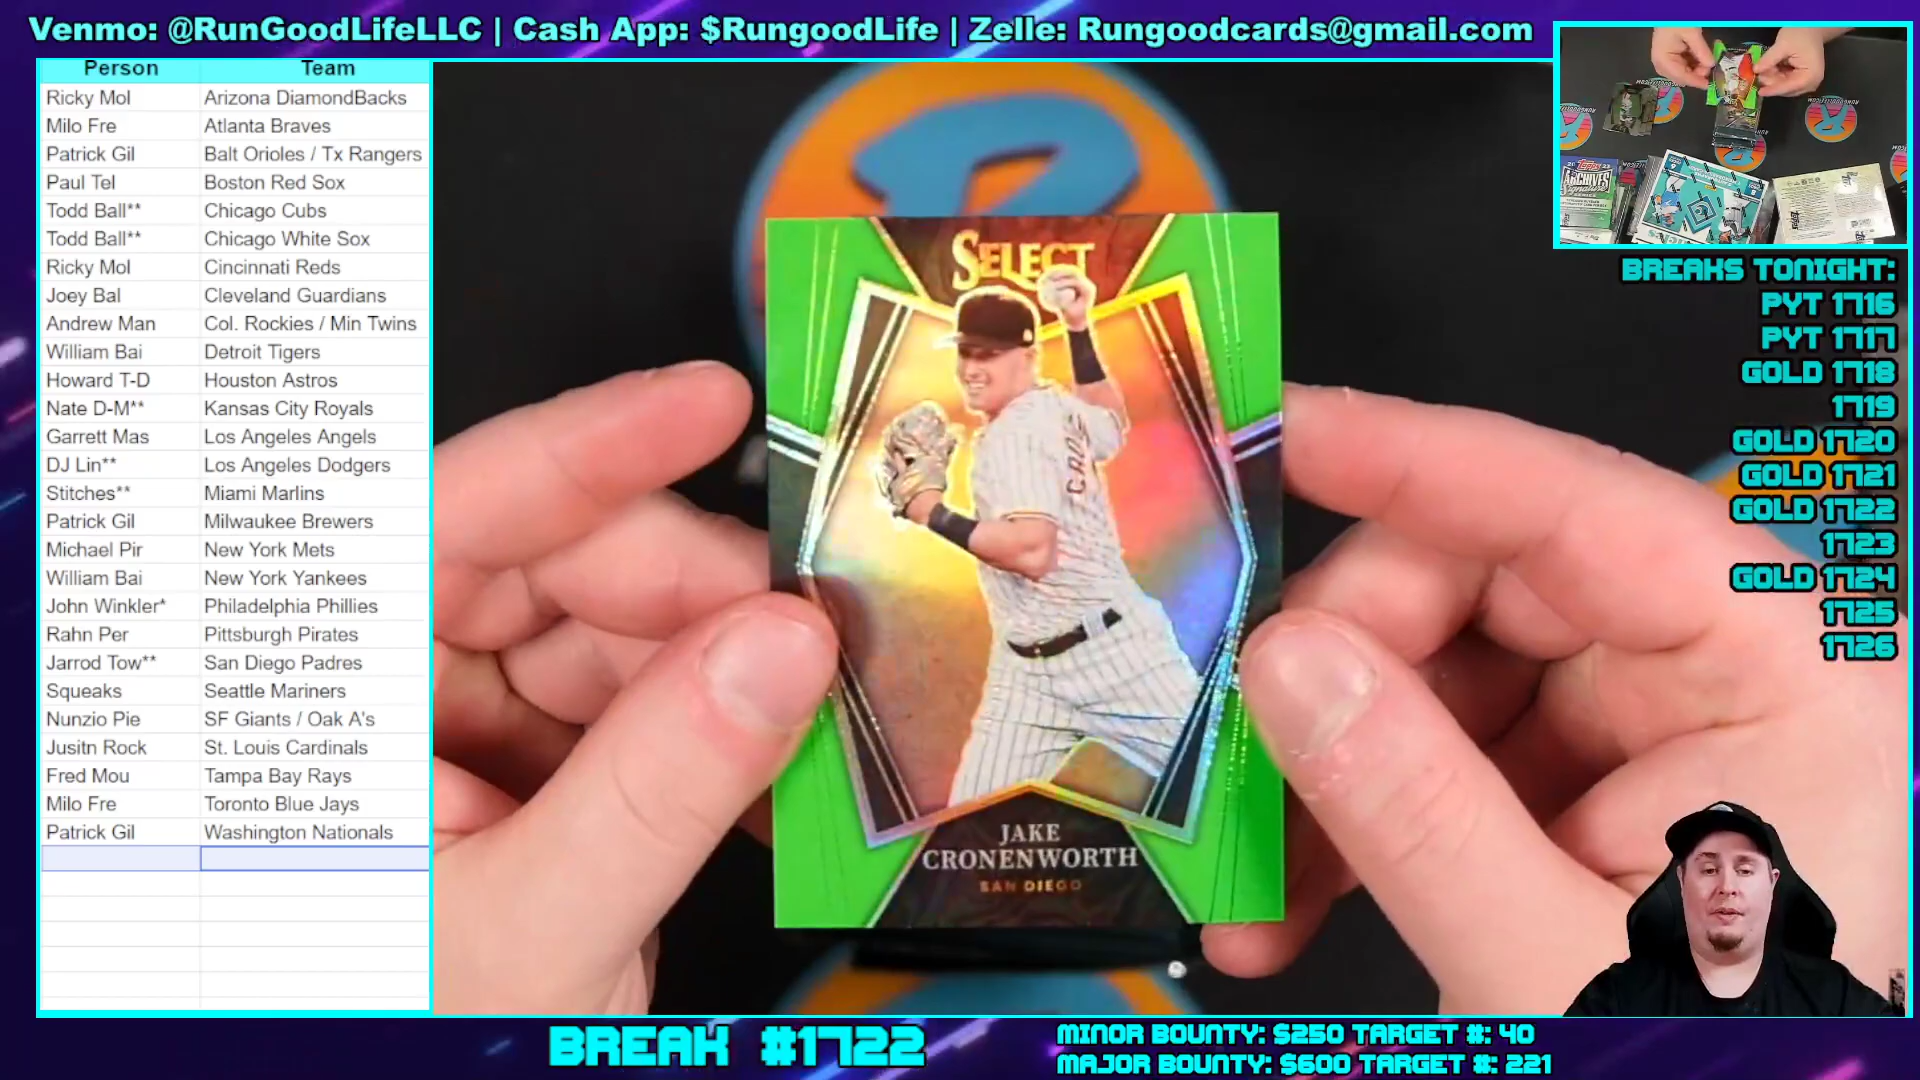 Venmo: @RunGoodLifeLLC | Cash App: $RungoodLife | Zelle: Rungoodcards@gmail.com
Person Team
Ricky Mol Arizona DiamondBacks
Milo Fre Atlanta Braves
Patrick Gil Balt Orioles / Tx Rangers
Paul Tel Boston Red Sox
Todd Ball** Chicago Cubs
Todd Ball** Chicago White Sox
Ricky Mol Cincinnati Reds
Joey Bal Cleveland Guardians
Andrew Man Col. Rockies / Min Twins
William Bai Detroit Tigers
Howard T-D Houston Astros
Nate D-M** Kansas City Royals
Garrett Mas Los Angeles Angels
DJ Lin** Los Angeles Dodgers
Stitches** Miami Marlins
Patrick Gil Milwaukee Brewers
Michael Pir New York Mets
William Bai New York Yankees
John Winkler* Philadelphia Phillies
Rahn Per Pittsburgh Pirates
Jarrod Tow** San Diego Padres
Squeaks Seattle Mariners
Nunzio Pie SF Giants / Oak A's
Jusitn Rock St. Louis Cardinals
Fred Mou Tampa Bay Rays
Milo Fre Toronto Blue Jays
Patrick Gil Washington Nationals
SELECT
JAKE
CRONENWORTH
SAN DIEGO
Topps
ARCHIVES
Signature
BREAKS TONIGHT:
PYT 1716
PYT 1717
GOLD 1718
1719
GOLD 1720
GOLD 1721
GOLD 1722
1723
GOLD 1724
1725
1726
BREAK #1722
MINOR BOUNTY: $250 TARGET #: 40
MAJOR BOUNTY: $600 TARGET #: 221